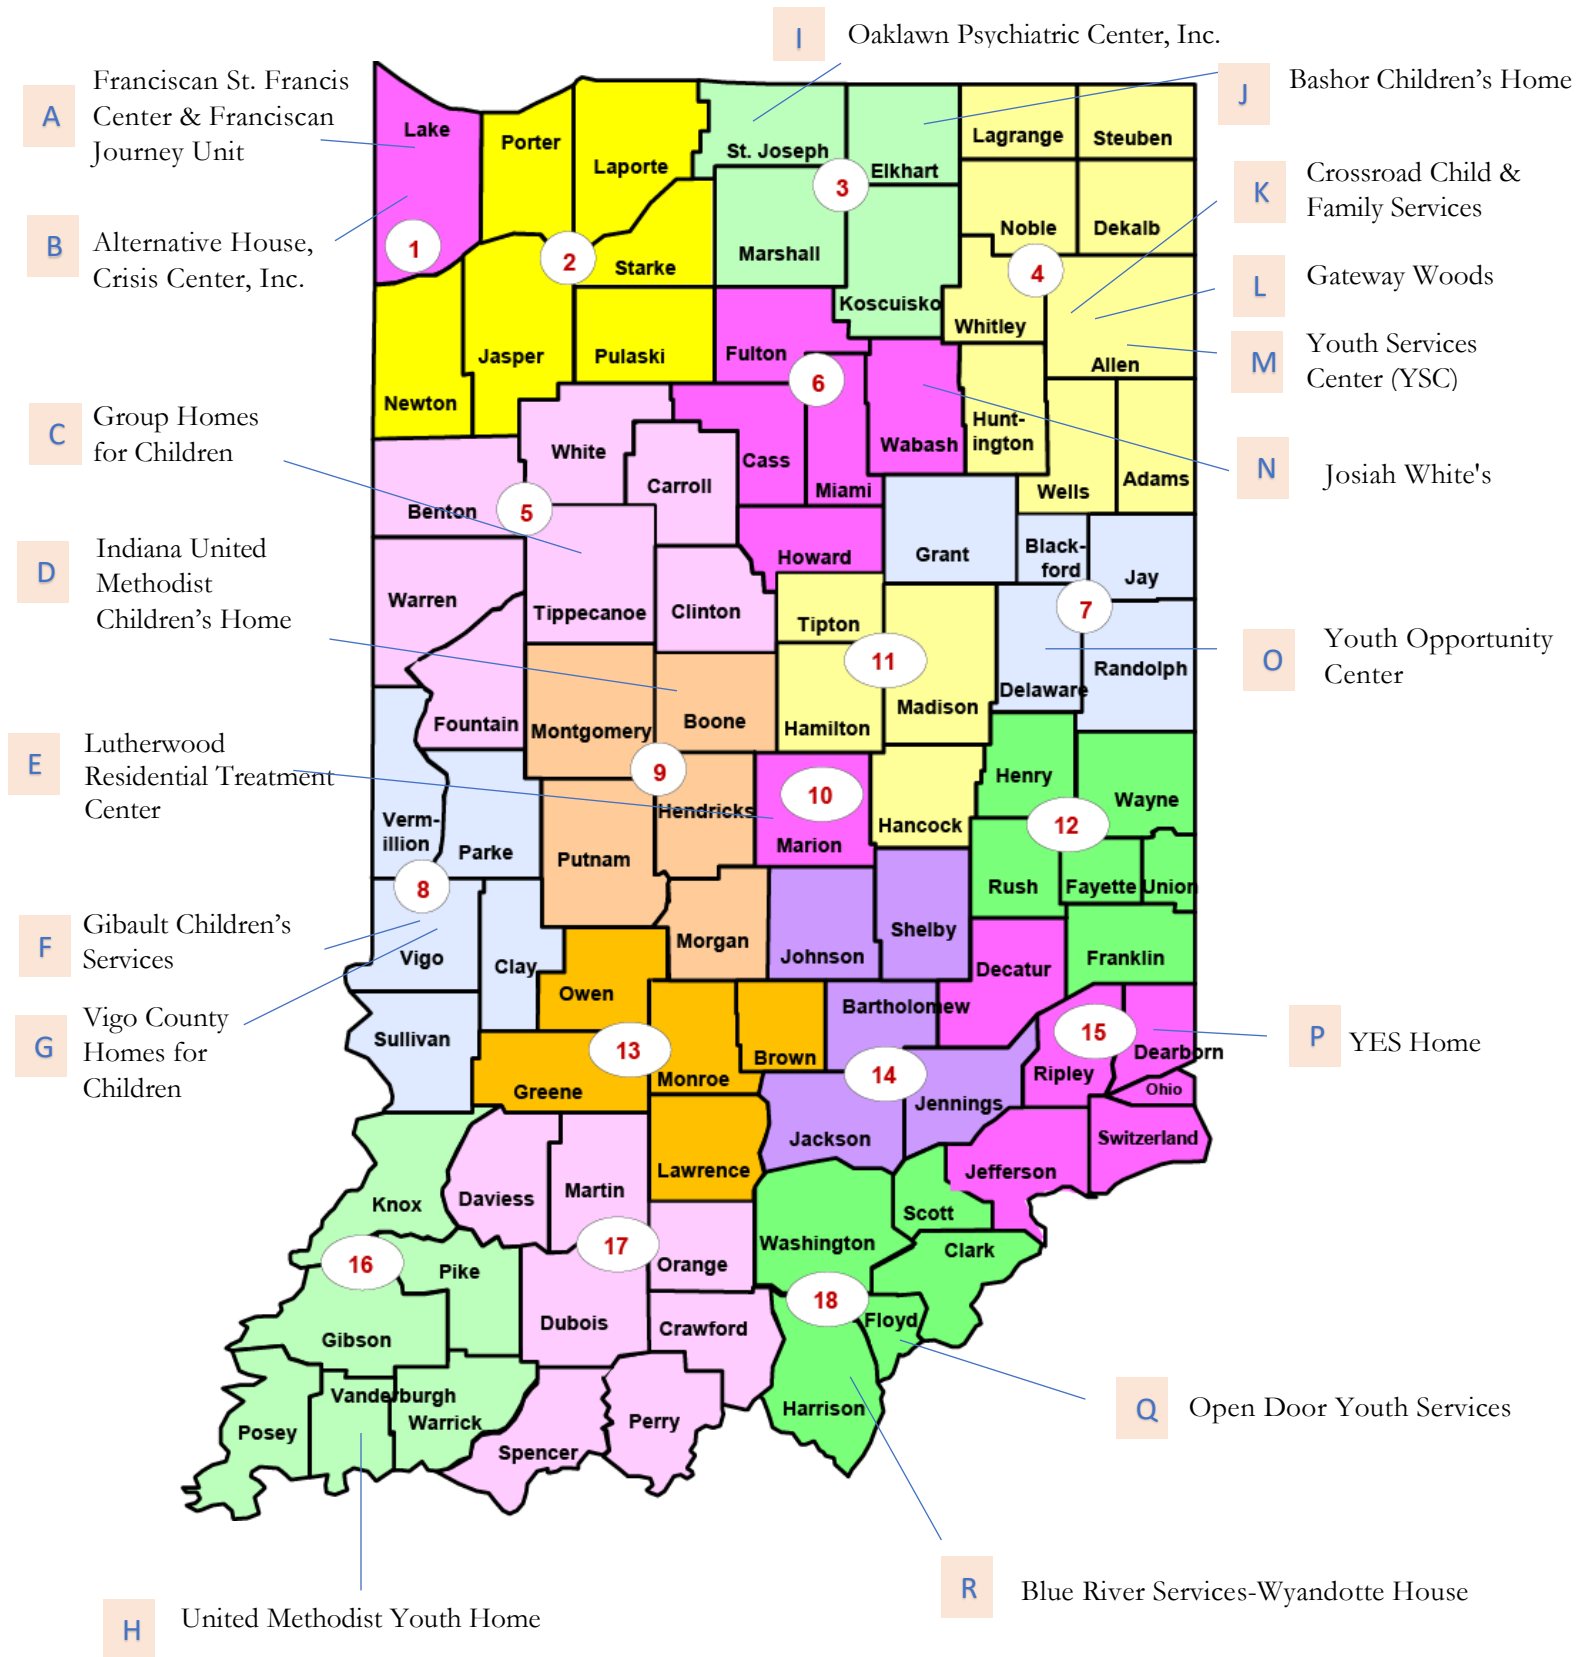 I
Oaklawn Psychiatric Center, Inc.
A
Franciscan St. Francis
Center & Franciscan
Journey Unit
J
Bashor Children's Home
B
Alternative House,
Crisis Center, Inc.
K
Crossroad Child &
Family Services
L
Gateway Woods
M
Youth Services
Center (YSC)
C
Group Homes
for Children
N
Josiah White's
D
Indiana United
Methodist
Children's Home
O
Youth Opportunity
Center
E
Lutherwood
Residential Treatment
Center
F
Gibault Children's
Services
G
Vigo County
Homes for
Children
P
YES Home
Q
Open Door Youth Services
R
Blue River Services-Wyandotte House
H
United Methodist Youth Home
Lake
Porter
Laporte
St. Joseph
Elkhart
Lagrange
Steuben
1
2
3
4
Starke
Marshall
Noble
Dekalb
Koscuisko
Whitley
Allen
Newton
Jasper
Pulaski
Fulton
6
Wabash
Hunt-
ington
White
Cass
Miami
Carroll
Wells
Adams
Benton
5
Howard
Grant
Black-
ford
Jay
Warren
Tippecanoe
Clinton
Tipton
7
11
Fountain
Montgomery
Boone
Hamilton
Madison
Delaware
Randolph
9
10
Henry
Wayne
Verm-
illion
Parke
Putnam
Hendricks
Marion
Hancock
12
8
Rush
Fayette
Union
Vigo
Clay
Morgan
Johnson
Shelby
Decatur
Franklin
Owen
Bartholomew
Sullivan
13
Brown
14
15
Dearborn
Greene
Monroe
Jennings
Ripley
Ohio
Jackson
Switzerland
Knox
Daviess
Martin
Lawrence
Jefferson
Scott
16
Pike
17
Orange
Washington
Clark
Gibson
Dubois
Crawford
18
Floyd
Posey
Vanderburgh
Warrick
Spencer
Perry
Harrison